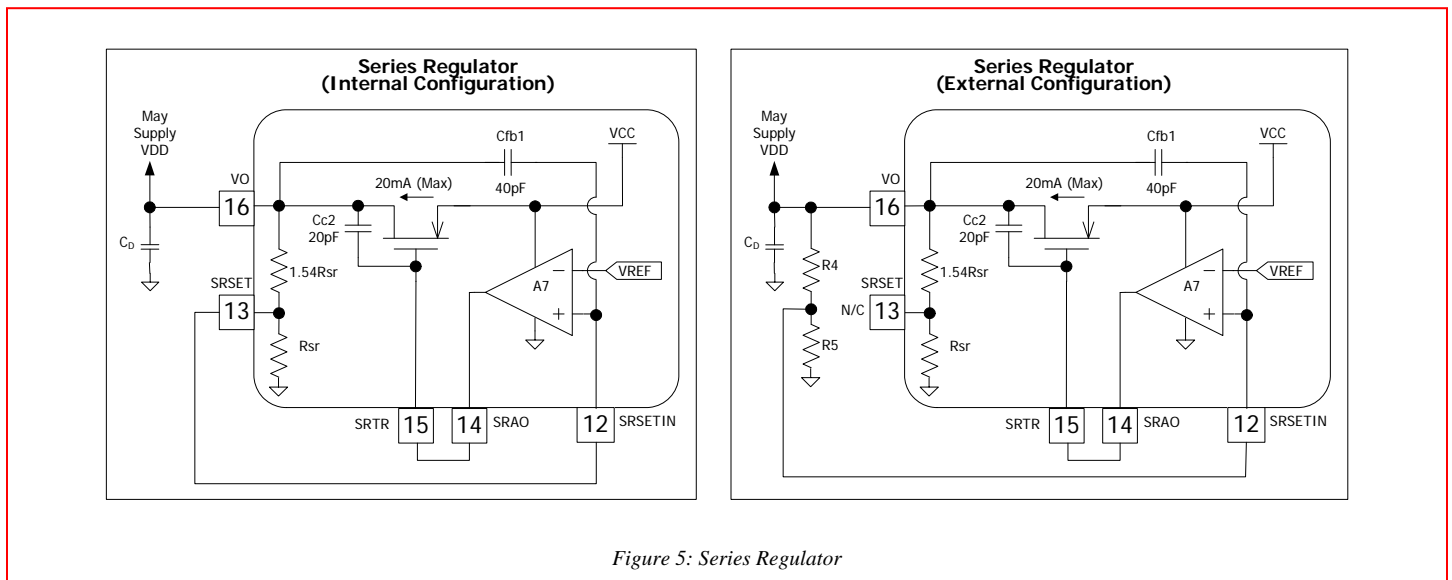 Series Regulator
(Internal Configuration)
May
Supply
VDD
VO
16
C_D
SRSET
13
1.54Rsr
Rsr
Cc2
20pF
20mA (Max)
Cfb1
40pF
VCC
A7
−
+
VREF
SRTR
15
14
SRAO
12
SRSETIN
Series Regulator
(External Configuration)
May
Supply
VDD
VO
16
C_D
R4
R5
SRSET
N/C
13
1.54Rsr
Rsr
Cc2
20pF
20mA (Max)
Cfb1
40pF
VCC
A7
−
+
VREF
SRTR
15
14
SRAO
12
SRSETIN
Figure 5: Series Regulator